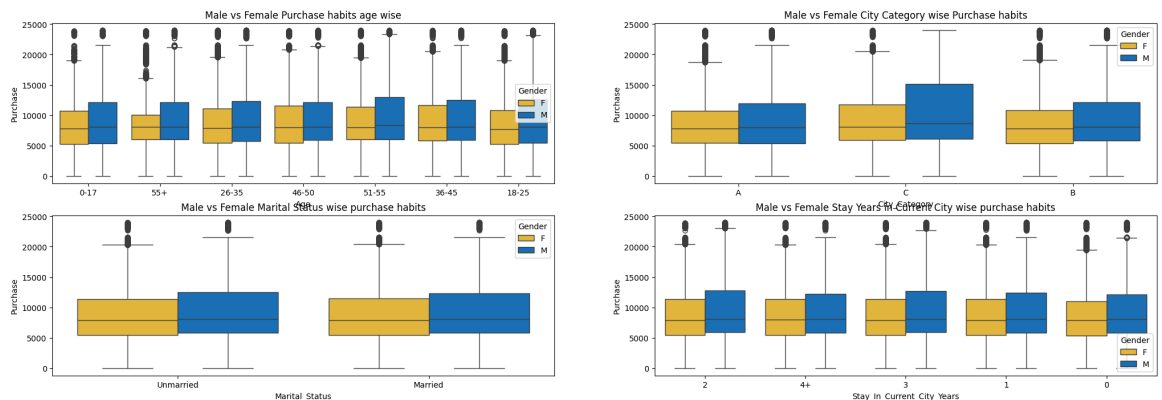 Male vs Female Purchase habits age wise
25000
20000
15000
10000
5000
0
Purchase
Gender
F
M
0-17 55+ 26-35 46-50 51-55 36-45 18-25
Age
Male vs Female City Category wise Purchase habits
25000
20000
15000
10000
5000
0
Purchase
Gender
F
M
A C B
City_Category
Male vs Female Marital Status wise purchase habits
25000
20000
15000
10000
5000
0
Purchase
Gender
F
M
Unmarried Married
Marital_Status
Male vs Female Stay Years In Current City wise purchase habits
25000
20000
15000
10000
5000
0
Purchase
Gender
F
M
2 4+ 3 1 0
Stay_In_Current_City_Years